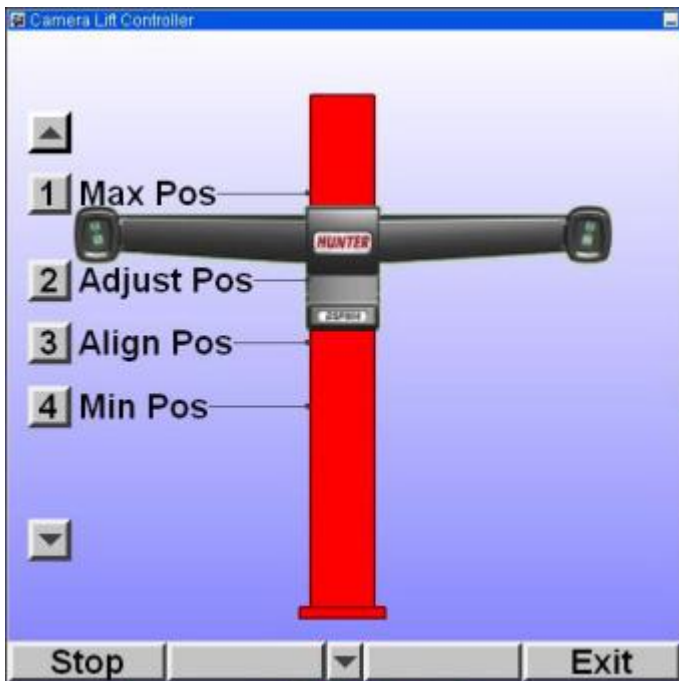 Camera Lift Controller
1 Max Pos
HUNTER
2 Adjust Pos
3 Align Pos
4 Min Pos
Stop
Exit